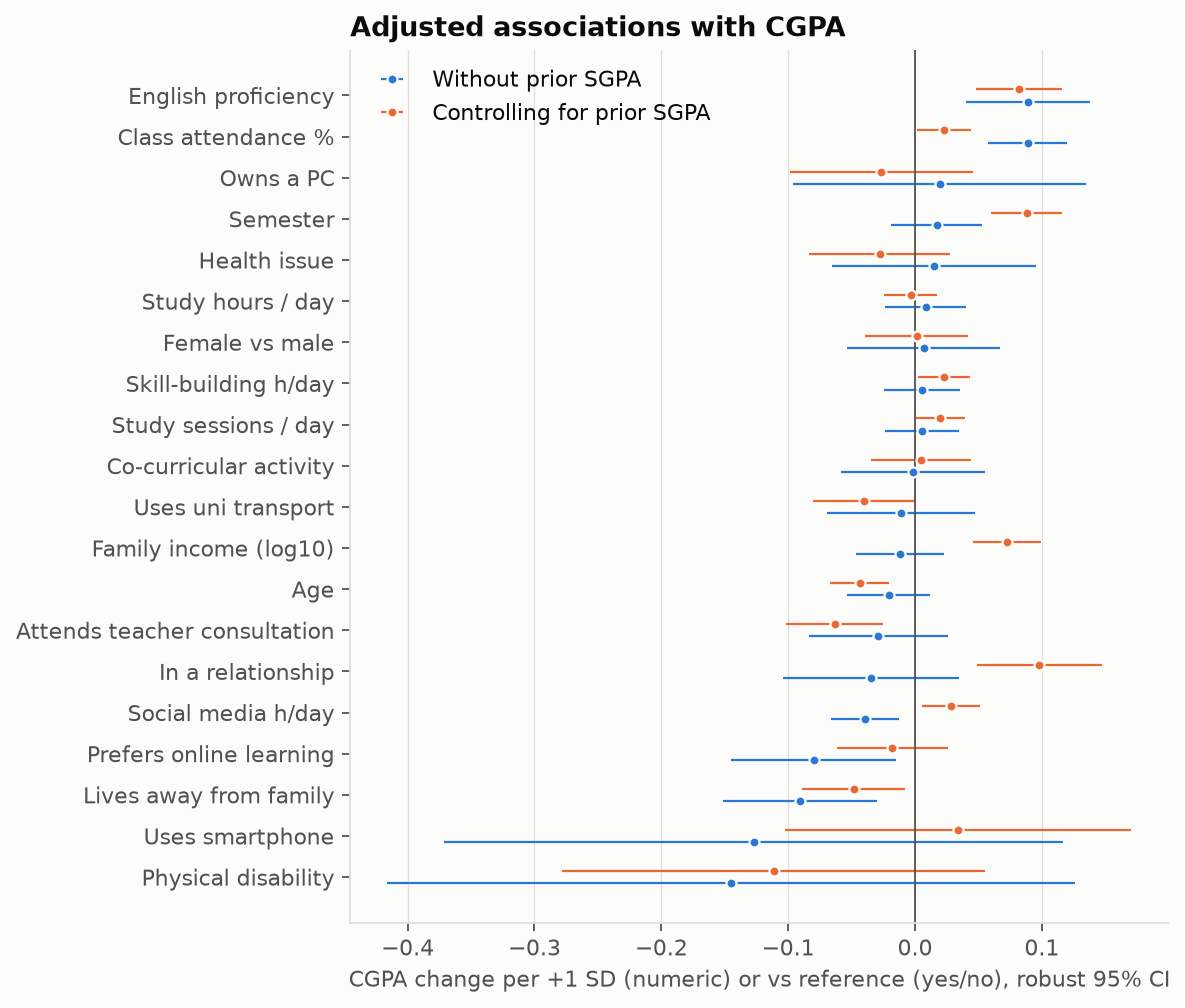 Adjusted associations with CGPA
Without prior SGPA
Controlling for prior SGPA
English proficiency
Class attendance %
Owns a PC
Semester
Health issue
Study hours / day
Female vs male
Skill-building h/day
Study sessions / day
Co-curricular activity
Uses uni transport
Family income (log10)
Age
Attends teacher consultation
In a relationship
Social media h/day
Prefers online learning
Lives away from family
Uses smartphone
Physical disability
−0.4 −0.3 −0.2 −0.1 0.0 0.1
CGPA change per +1 SD (numeric) or vs reference (yes/no), robust 95% CI